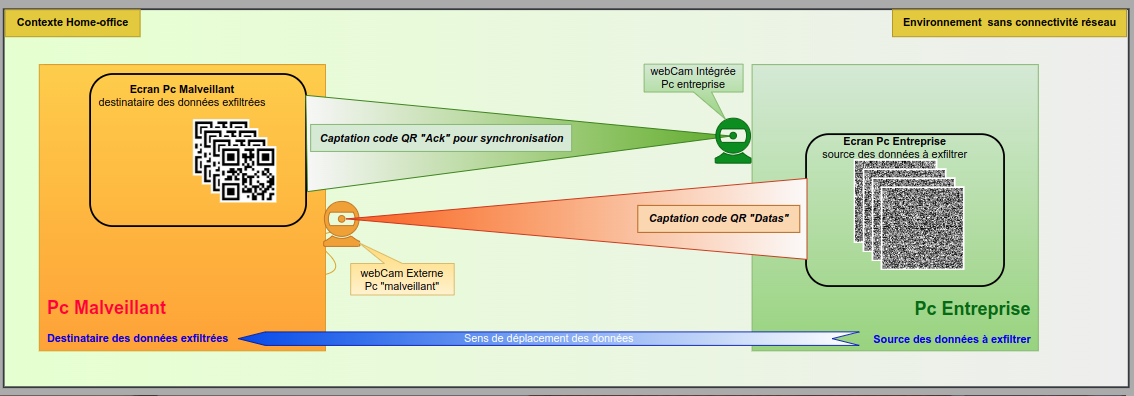 Contexte Home-office
Environnement sans connectivité réseau
Ecran Pc Malveillant
destinataire des données exfiltrées
webCam Intégrée
Pc entreprise
Captation code QR "Ack" pour synchronisation
Ecran Pc Entreprise
source des données à exfiltrer
Captation code QR "Datas"
webCam Externe
Pc "malveillant"
Pc Malveillant
Pc Entreprise
Destinataire des données exfiltrées
Sens de déplacement des données
Source des données à exfiltrer